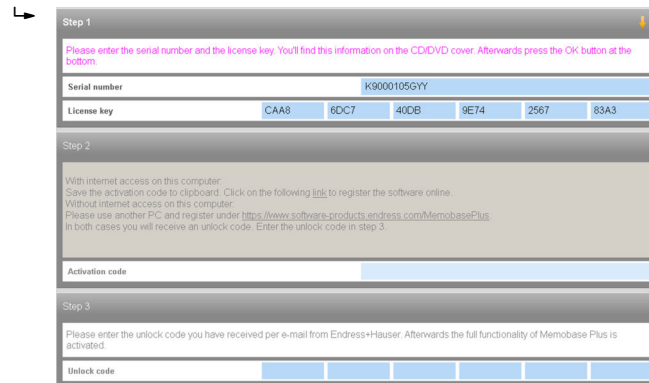 Step 1
Please enter the serial number and the license key. You'll find this information on the CD/DVD cover. Afterwards press the OK button at the
bottom.
Serial number K9000105GYY
License key CAA8 6DC7 40DB 9E74 2567 83A3
Step 2
With internet access on this computer:
Save the activation code to clipboard. Click on the following link to register the software online.
Without internet access on this computer:
Please use another PC and register under https://www.software-products.endress.com/MemobasePlus.
In both cases you will receive an unlock code. Enter the unlock code in step 3.
Activation code
Step 3
Please enter the unlock code you have received per e-mail from Endress+Hauser. Afterwards the full functionality of Memobase Plus is
activated.
Unlock code